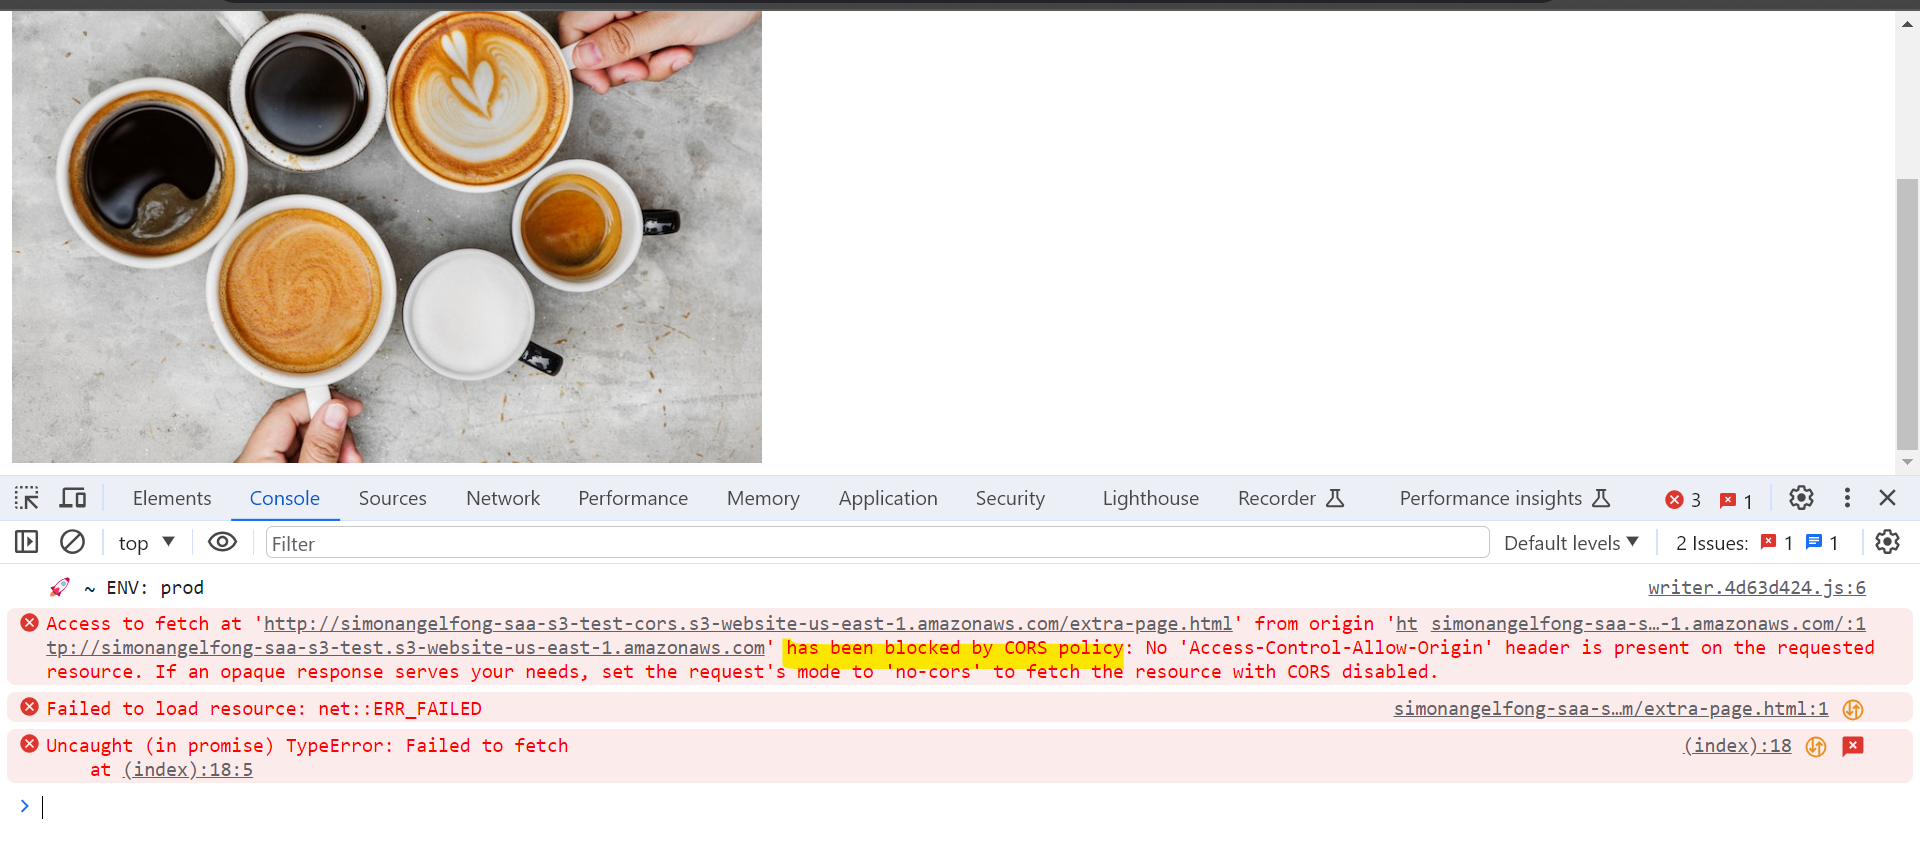 Elements Console Sources Network Performance Memory Application Security Lighthouse Recorder Performance insights 3 1
top Filter Default levels 2 Issues: 1 1
🚀 ~ ENV: prod writer.4d63d424.js:6
Access to fetch at 'http://simonangelfong-saa-s3-test-cors.s3-website-us-east-1.amazonaws.com/extra-page.html' from origin 'ht simonangelfong-saa-s…-1.amazonaws.com/:1
tp://simonangelfong-saa-s3-test.s3-website-us-east-1.amazonaws.com' has been blocked by CORS policy: No 'Access-Control-Allow-Origin' header is present on the requested
resource. If an opaque response serves your needs, set the request's mode to 'no-cors' to fetch the resource with CORS disabled.
Failed to load resource: net::ERR_FAILED simonangelfong-saa-s…m/extra-page.html:1
Uncaught (in promise) TypeError: Failed to fetch (index):18
at (index):18:5